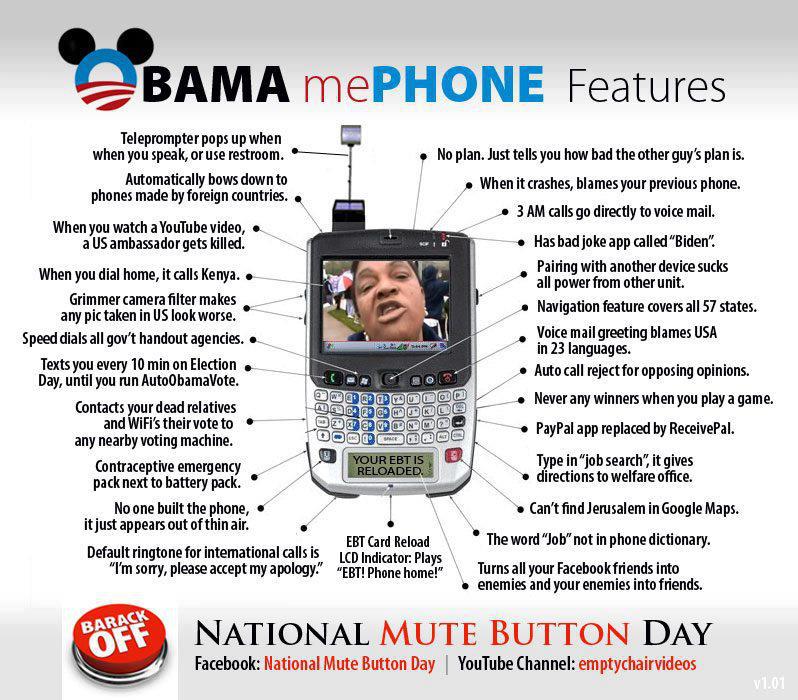 OBAMA mePHONE Features
Teleprompter pops up when
when you speak, or use restroom.
Automatically bows down to
phones made by foreign countries.
When you watch a YouTube video,
a US ambassador gets killed.
When you dial home, it calls Kenya.
Grimmer camera filter makes
any pic taken in US look worse.
Speed dials all gov't handout agencies.
Texts you every 10 min on Election
Day, until you run AutoObamaVote.
Contacts your dead relatives
and WiFi's their vote to
any nearby voting machine.
Contraceptive emergency
pack next to battery pack.
No one built the phone,
it just appears out of thin air.
Default ringtone for international calls is
"I'm sorry, please accept my apology."
No plan. Just tells you how bad the other guy's plan is.
When it crashes, blames your previous phone.
3 AM calls go directly to voice mail.
Has bad joke app called "Biden".
Pairing with another device sucks
all power from other unit.
Navigation feature covers all 57 states.
Voice mail greeting blames USA
in 23 languages.
Auto call reject for opposing opinions.
Never any winners when you play a game.
PayPal app replaced by ReceivePal.
Type in "job search", it gives
directions to welfare office.
Can't find Jerusalem in Google Maps.
The word "Job" not in phone dictionary.
Turns all your Facebook friends into
enemies and your enemies into friends.
YOUR EBT IS
RELOADED.
EBT Card Reload
LCD Indicator: Plays
"EBT! Phone home!"
BARACK
OFF
NATIONAL MUTE BUTTON DAY
Facebook: National Mute Button Day | YouTube Channel: emptychairvideos
v1.01